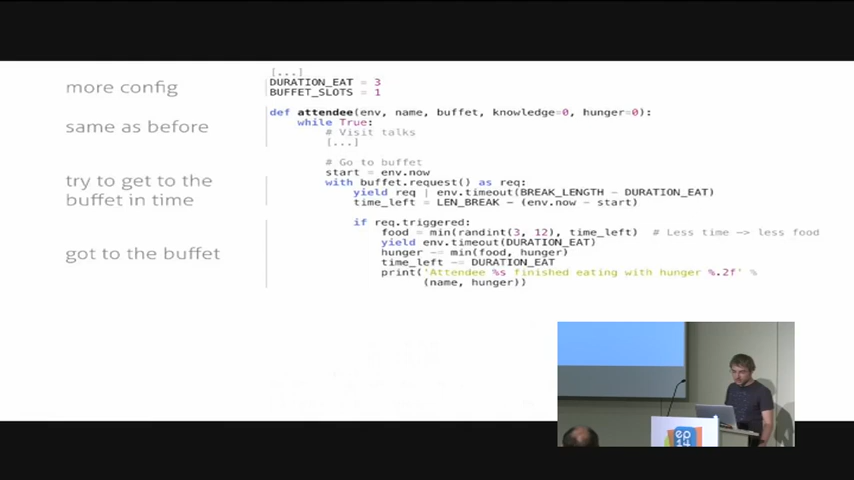 [...]
more config
DURATION_EAT = 3
BUFFET_SLOTS = 1
same as before
def attendee(env, name, buffet, knowledge=0, hunger=0):
while True:
# Visit talks
[...]
try to get to the
buffet in time
# Go to buffet
start = env.now
with buffet.request() as req:
yield req | env.timeout(BREAK_LENGTH - DURATION_EAT)
time_left = LEN_BREAK - (env.now - start)
got to the buffet
if req.triggered:
food = min(randint(3, 12), time_left)  # Less time -> less food
yield env.timeout(DURATION_EAT)
hunger -= min(food, hunger)
time_left -= DURATION_EAT
print('Attendee %s finished eating with hunger %.2f' %
(name, hunger))
ep
14